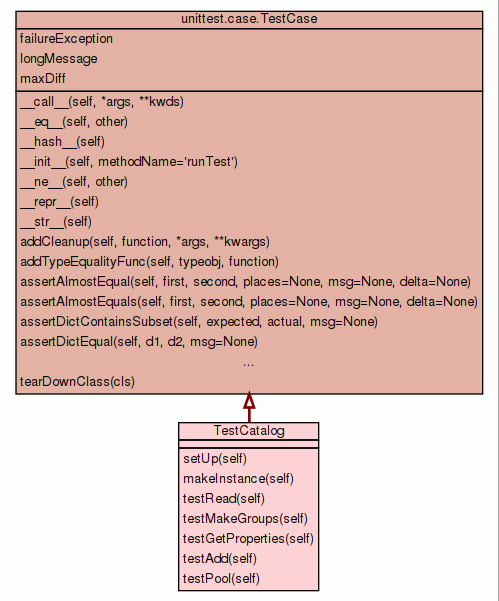 unittest.case.TestCase
failureException
longMessage
maxDiff
__call__(self, *args, **kwds)
__eq__(self, other)
__hash__(self)
__init__(self, methodName='runTest')
__ne__(self, other)
__repr__(self)
__str__(self)
addCleanup(self, function, *args, **kwargs)
addTypeEqualityFunc(self, typeobj, function)
assertAlmostEqual(self, first, second, places=None, msg=None, delta=None)
assertAlmostEquals(self, first, second, places=None, msg=None, delta=None)
assertDictContainsSubset(self, expected, actual, msg=None)
assertDictEqual(self, d1, d2, msg=None)
...
tearDownClass(cls)
TestCatalog
setUp(self)
makeInstance(self)
testRead(self)
testMakeGroups(self)
testGetProperties(self)
testAdd(self)
testPool(self)